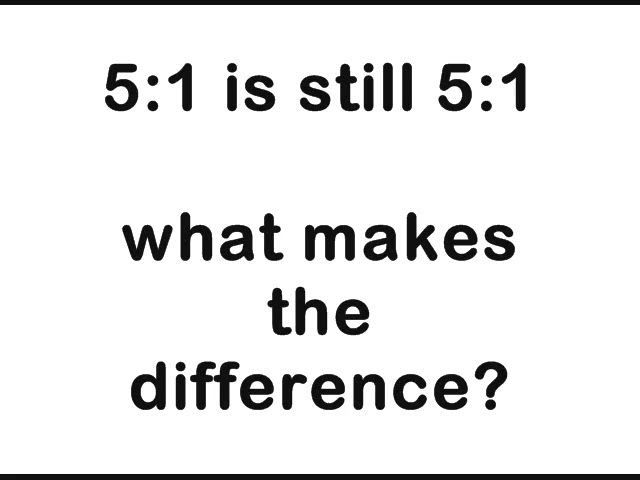 5:1 is still 5:1
what makes
the
difference?